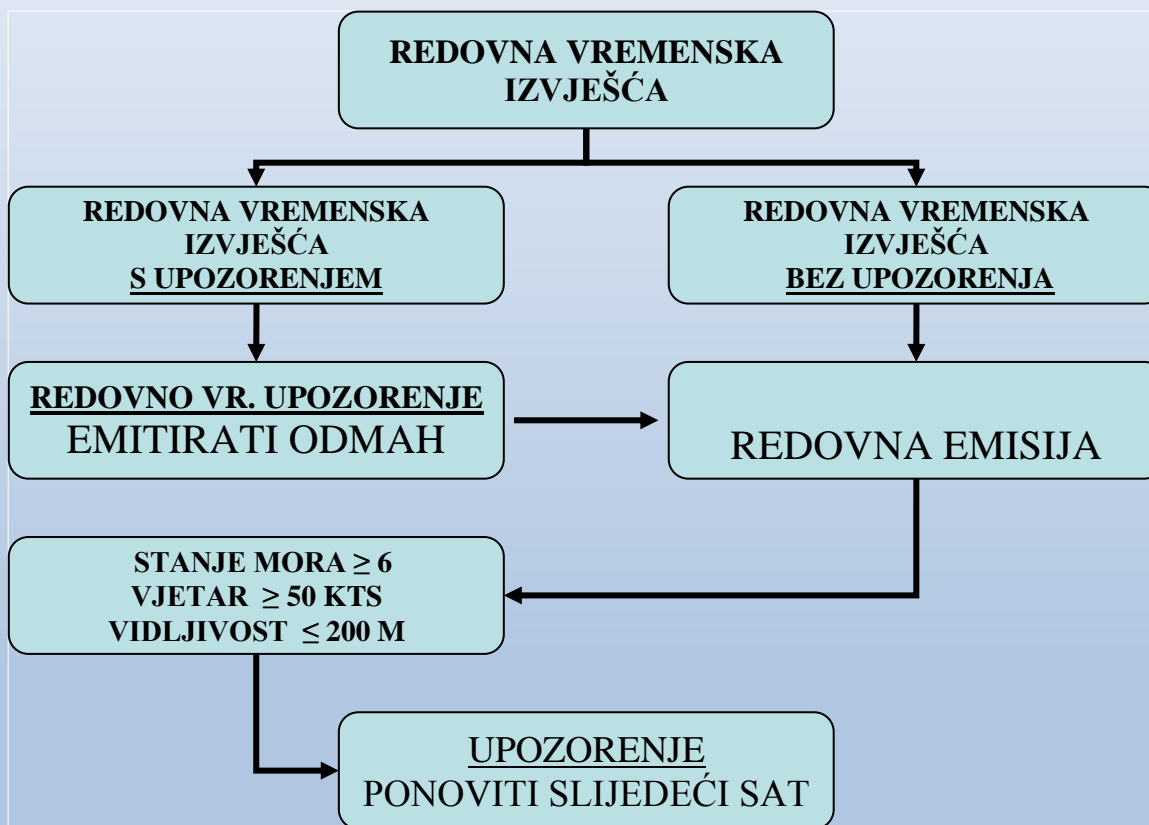 REDOVNA VREMENSKA
IZVJEŠĆA
REDOVNA VREMENSKA
IZVJEŠĆA
S UPOZORENJEM
REDOVNA VREMENSKA
IZVJEŠĆA
BEZ UPOZORENJA
REDOVNO VR. UPOZORENJE
EMITIRATI ODMAH
REDOVNA EMISIJA
STANJE MORA ≥ 6
VJETAR ≥ 50 KTS
VIDLJIVOST ≤ 200 M
UPOZORENJE
PONOVITI SLIJEDEĆI SAT